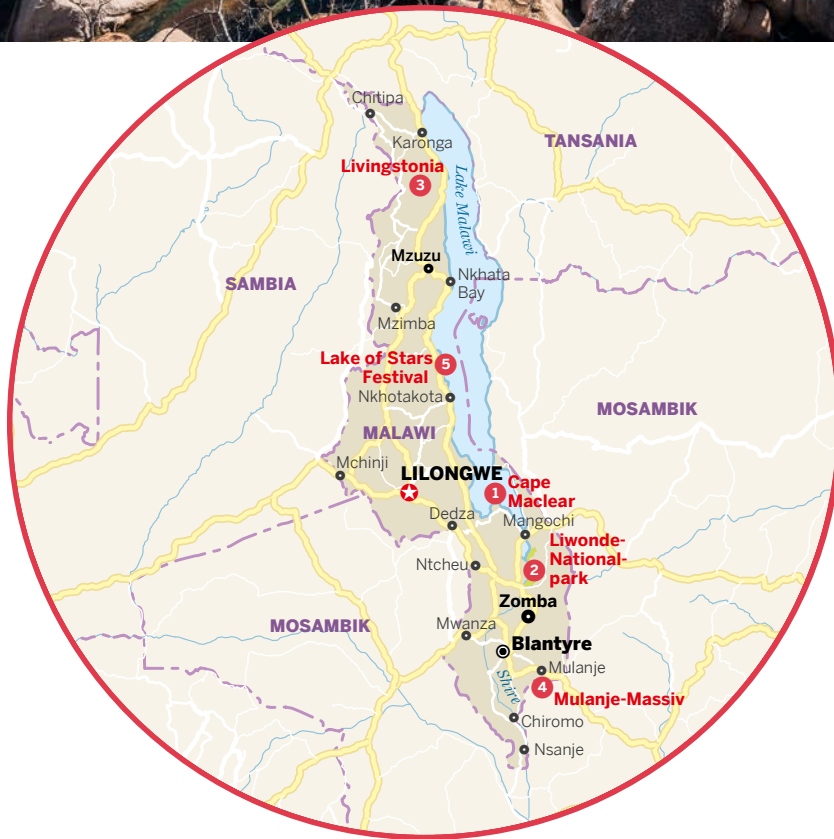 Chitipa
Karonga
TANSANIA
Livingstonia
3
Lake Malawi
Mzuzu
Nkhata
Bay
SAMBIA
Mzimba
Lake of Stars
Festival
5
Nkhotakota
MOSAMBIK
MALAWI
Mchinji
LILONGWE
1
Cape
Maclear
Dedza
Mangochi
Liwonde-
National-
park
2
Ntcheu
Zomba
MOSAMBIK
Mwanza
Blantyre
Mulanje
Shire
4
Mulanje-Massiv
Chiromo
Nsanje